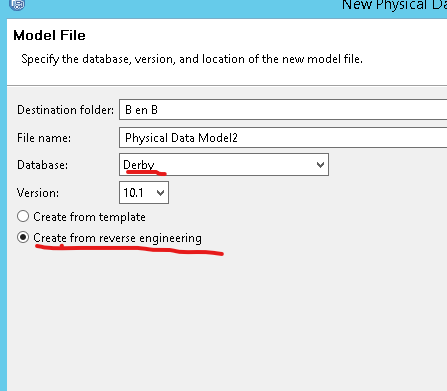 New Physical Da
Model File
Specify the database, version, and location of the new model file.
Destination folder: B en B
File name: Physical Data Model2
Database: Derby
Version: 10.1
Create from template
Create from reverse engineering